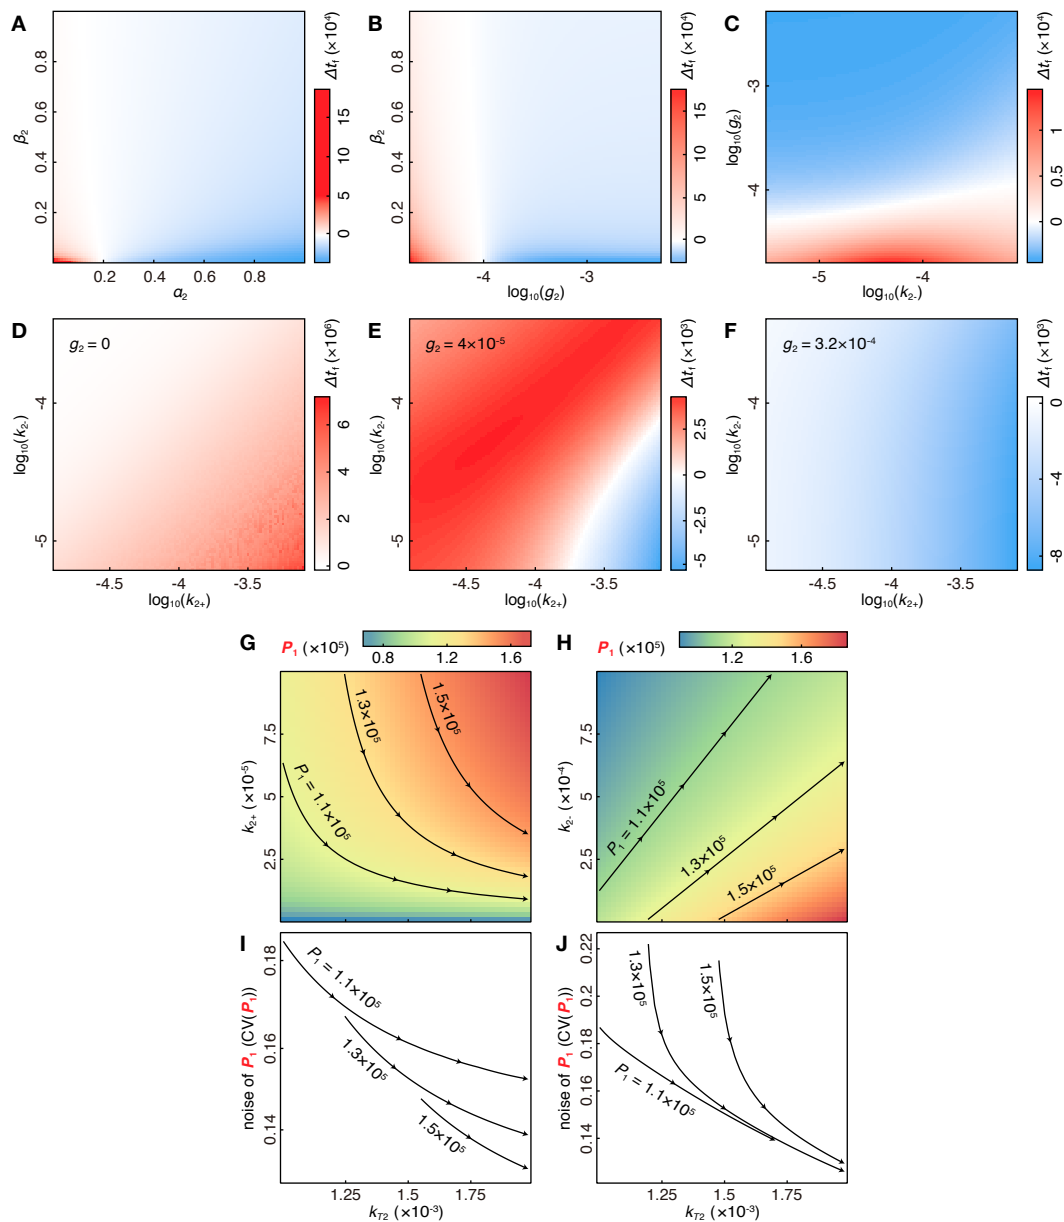 A
β₂
0.2 0.4 0.6 0.8
0.2 0.4 0.6 0.8
α₂
Δt₁ (×10⁴)
0 5 10 15
B
β₂
0.2 0.4 0.6 0.8
-4 -3
log₁₀(g₂)
Δt₁ (×10⁴)
0 5 10 15
C
log₁₀(g₂)
-4 -3
-5 -4
log₁₀(k₂₋)
Δt₁ (×10⁴)
0 0.5 1
D
g₂ = 0
log₁₀(k₂₋)
-5 -4
-4.5 -4 -3.5
log₁₀(k₂₊)
Δt₁ (×10⁶)
0 2 4 6
E
g₂ = 4×10⁻⁵
log₁₀(k₂₋)
-5 -4
-4.5 -4 -3.5
log₁₀(k₂₊)
Δt₁ (×10³)
-5 -2.5 0 2.5
F
g₂ = 3.2×10⁻⁴
log₁₀(k₂₋)
-5 -4
-4.5 -4 -3.5
log₁₀(k₂₊)
Δt₁ (×10³)
-8 -4 0
G
P₁ (×10⁵)
0.8 1.2 1.6
k₂₊ (×10⁻⁵)
2.5 5 7.5
P₁ = 1.1×10⁵
1.3×10⁵
1.5×10⁵
H
P₁ (×10⁵)
1.2 1.6
k₂₋ (×10⁻⁴)
2.5 5 7.5
P₁ = 1.1×10⁵
1.3×10⁵
1.5×10⁵
I
noise of P₁ (CV(P₁))
0.14 0.16 0.18
P₁ = 1.1×10⁵
1.3×10⁵
1.5×10⁵
1.25 1.5 1.75
k_T2 (×10⁻³)
J
noise of P₁ (CV(P₁))
0.14 0.16 0.18 0.2 0.22
1.3×10⁵
1.5×10⁵
P₁ = 1.1×10⁵
1.25 1.5 1.75
k_T2 (×10⁻³)